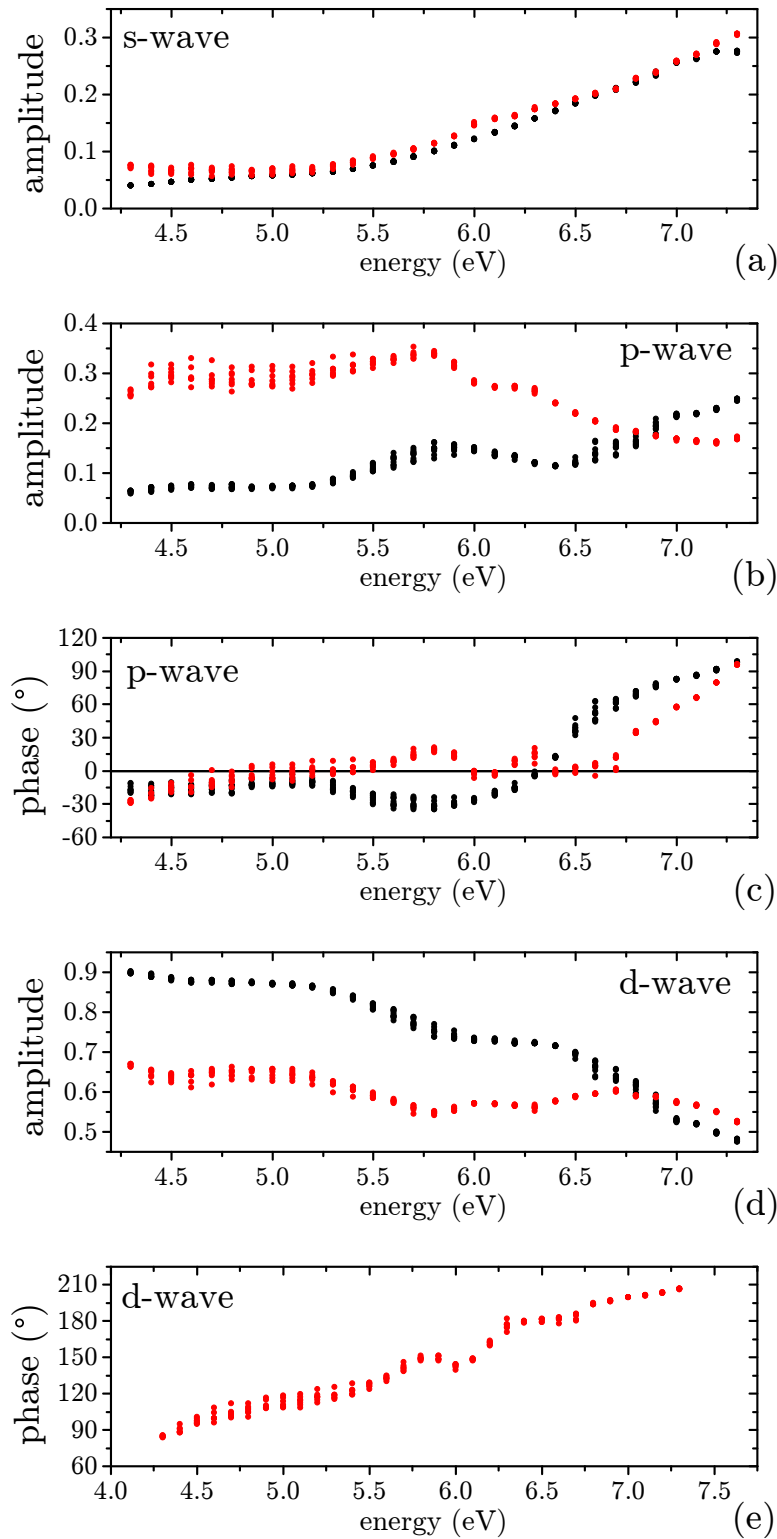 s-wave
amplitude
0.3
0.2
0.1
0.0
4.5 5.0 5.5 6.0 6.5 7.0
energy (eV)
(a)
p-wave
amplitude
0.4
0.3
0.2
0.1
0.0
4.5 5.0 5.5 6.0 6.5 7.0
energy (eV)
(b)
p-wave
phase (°)
120
90
60
30
0
-30
-60
4.5 5.0 5.5 6.0 6.5 7.0
energy (eV)
(c)
d-wave
amplitude
0.9
0.8
0.7
0.6
0.5
4.5 5.0 5.5 6.0 6.5 7.0
energy (eV)
(d)
d-wave
phase (°)
210
180
150
120
90
60
4.0 4.5 5.0 5.5 6.0 6.5 7.0 7.5
energy (eV)
(e)